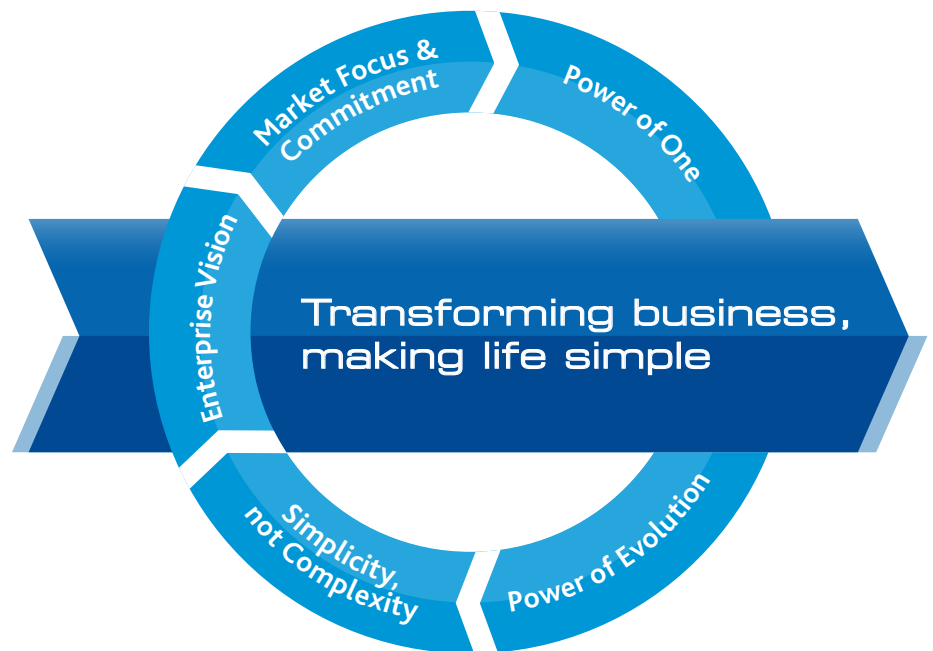 Market Focus &
Commitment
Power of One
Enterprise Vision
Transforming business,
making life simple
Simplicity,
not Complexity
Power of Evolution